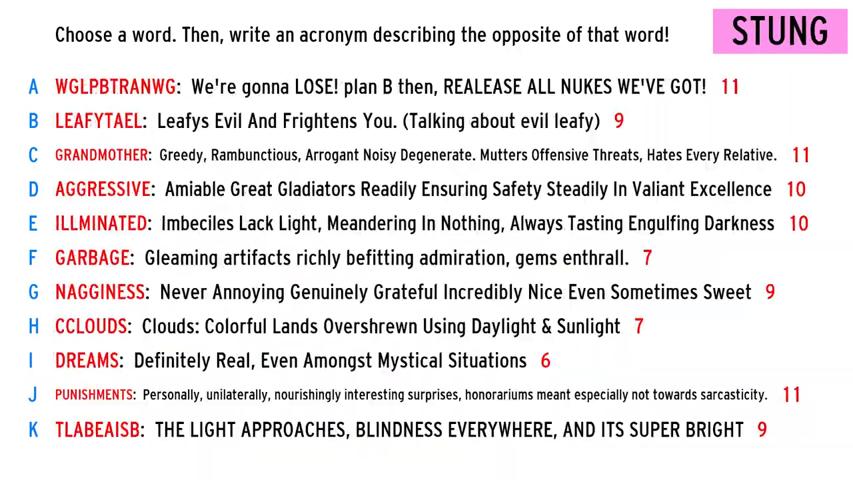 Choose a word. Then, write an acronym describing the opposite of that word!
STUNG
A WGLPBTRANWG: We're gonna LOSE! plan B then, REALEASE ALL NUKES WE'VE GOT! 11
B LEAFYTAEL: Leafys Evil And Frightens You. (Talking about evil leafy) 9
C GRANDMOTHER: Greedy, Rambunctious, Arrogant Noisy Degenerate. Mutters Offensive Threats, Hates Every Relative. 11
D AGGRESSIVE: Amiable Great Gladiators Readily Ensuring Safety Steadily In Valiant Excellence 10
E ILLMINATED: Imbeciles Lack Light, Meandering In Nothing, Always Tasting Engulfing Darkness 10
F GARBAGE: Gleaming artifacts richly befitting admiration, gems enthrall. 7
G NAGGINESS: Never Annoying Genuinely Grateful Incredibly Nice Even Sometimes Sweet 9
H CCLOUDS: Clouds: Colorful Lands Overshrewn Using Daylight & Sunlight 7
I DREAMS: Definitely Real, Even Amongst Mystical Situations 6
J PUNISHMENTS: Personally, unilaterally, nourishingly interesting surprises, honorariums meant especially not towards sarcasticity. 11
K TLABEAISB: THE LIGHT APPROACHES, BLINDNESS EVERYWHERE, AND ITS SUPER BRIGHT 9